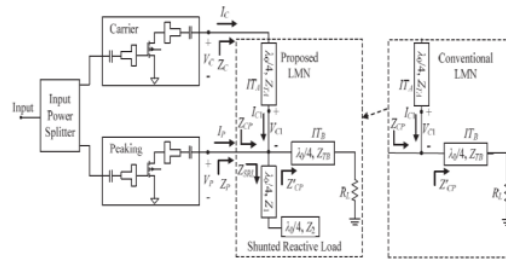 Carrier
I_C
V_C
Z_C
Proposed
LMN
λ₀/4, Z_TA
IT_A
I_C1
Z_CP
V_C1
IT_B
λ₀/4, Z_TB
Z'_CP
R_L
Input
Input
Power
Splitter
Peaking
I_P
V_P
Z_P
Z_SRL
λ₀/4, Z₁
λ₀/4, Z₂
Shunted Reactive Load
Conventional
LMN
λ₀/4, Z_TA
IT_A
I_C1
Z_CP
V_C1
IT_B
λ₀/4, Z_TB
Z'_CP
R_L